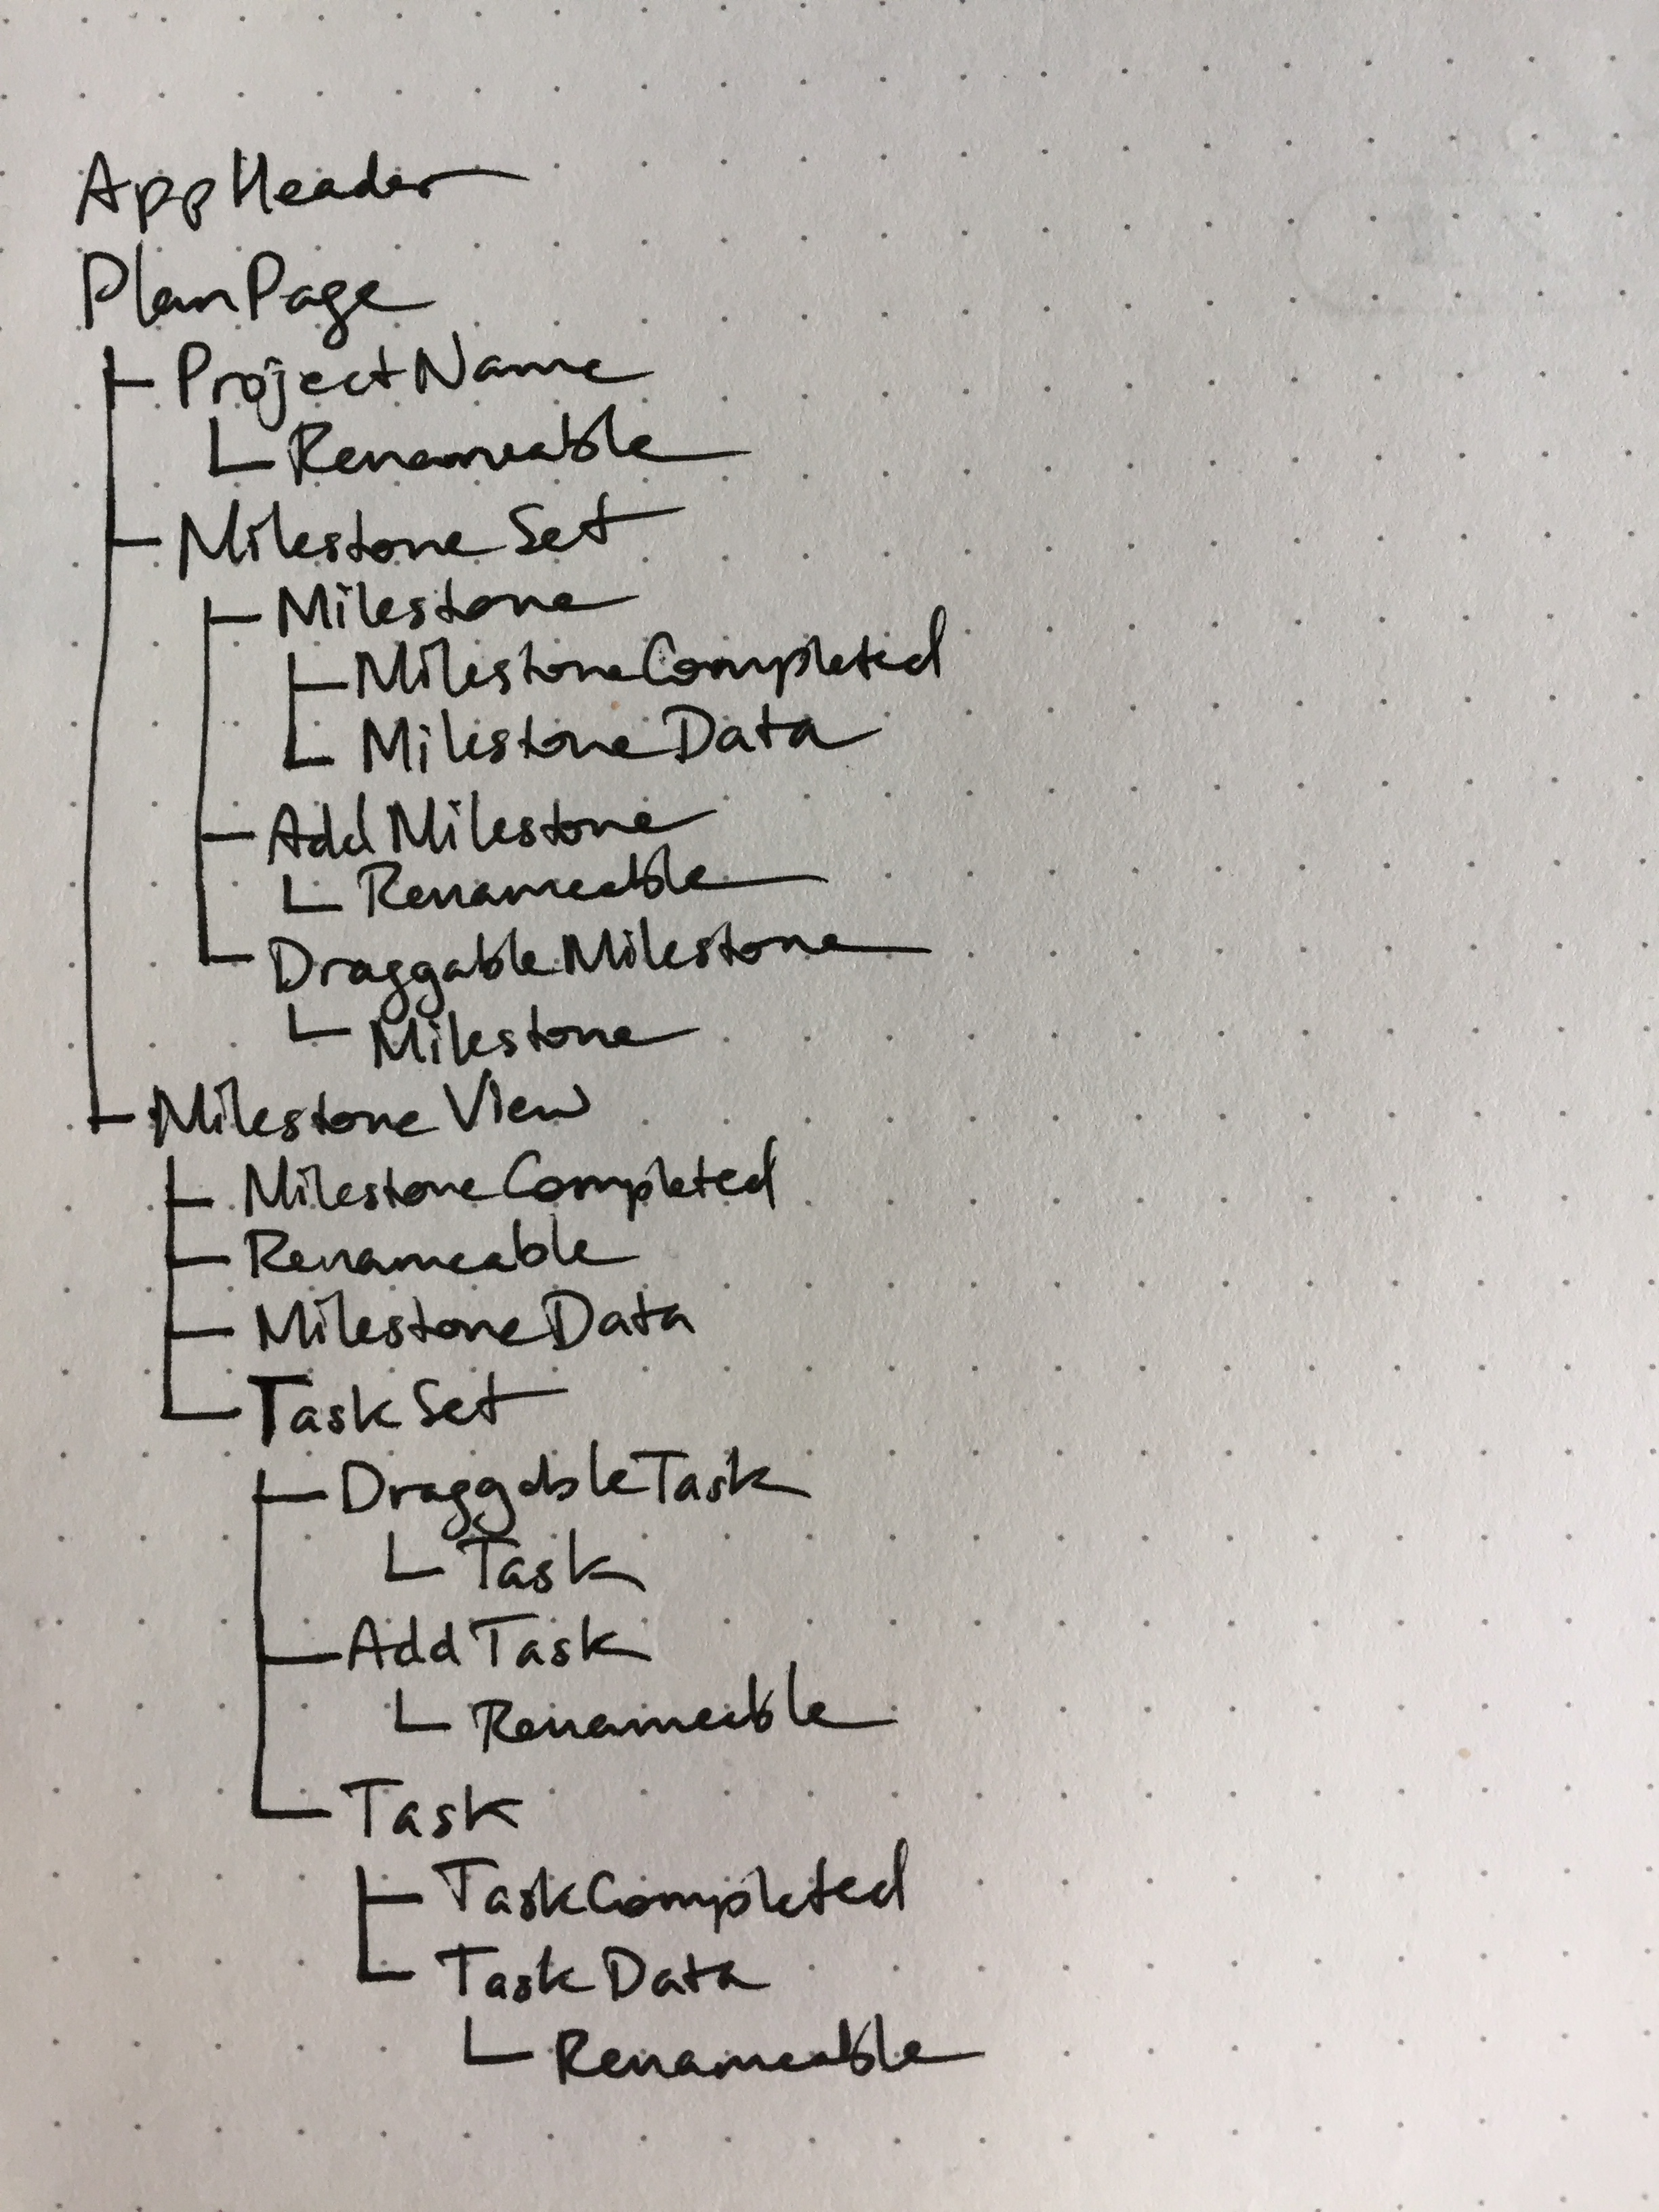 AppHeader
PlanPage
ProjectName
Renameable
MilestoneSet
Milestone
MilestoneCompleted
MilestoneData
AddMilestone
Renameable
DraggableMilestone
Milestone
MilestoneView
MilestoneCompleted
Renameable
MilestoneData
TaskSet
DraggableTask
Task
AddTask
Renameable
Task
TaskCompleted
TaskData
Renameable